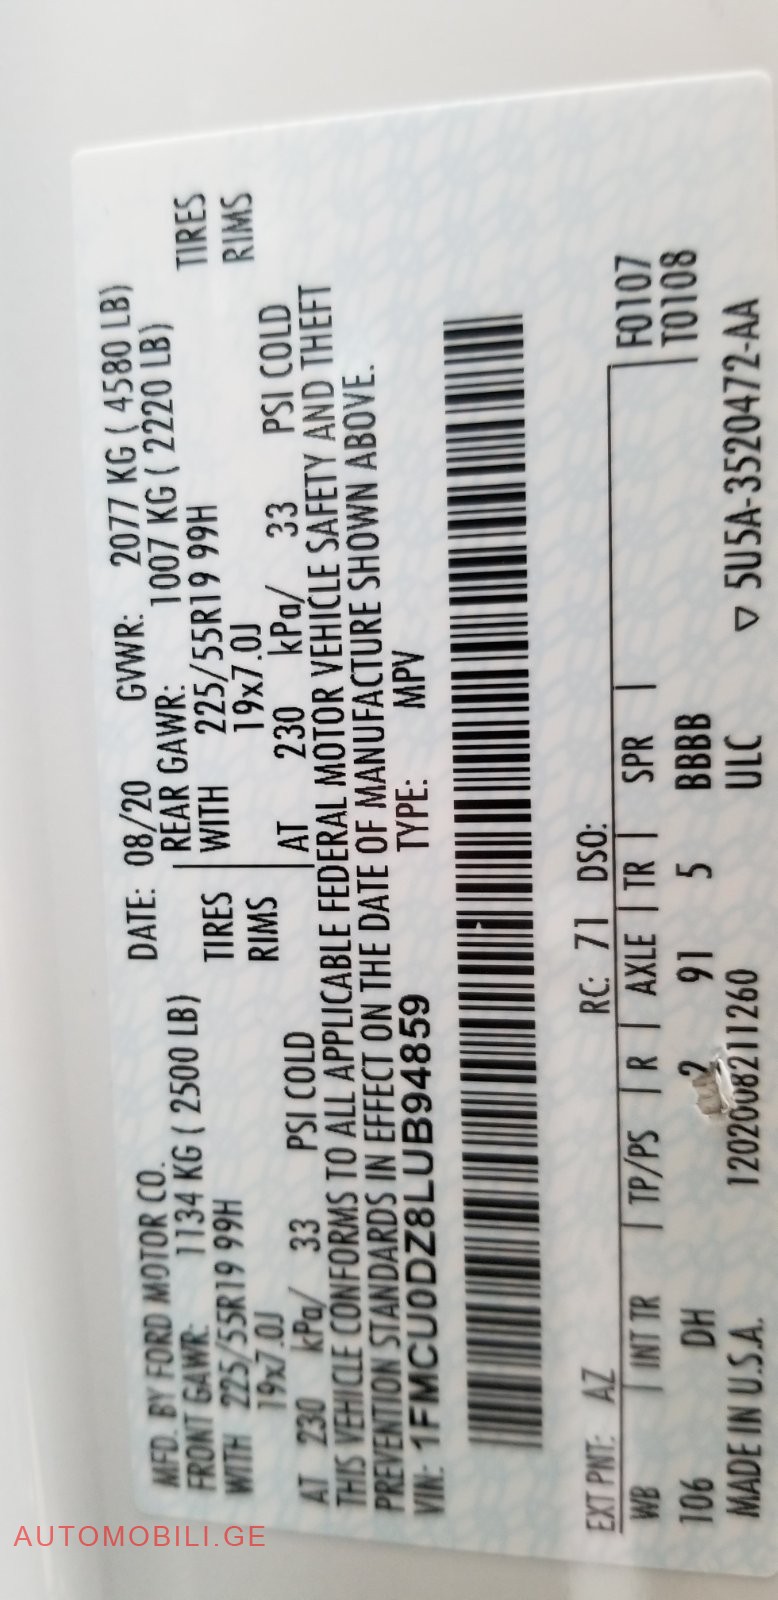 MFD. BY FORD MOTOR CO. DATE: 08/20 GVWR: 2077 KG ( 4580 LB)
FRONT GAWR: 1134 KG ( 2500 LB) REAR GAWR: 1007 KG ( 2220 LB)
WITH 225/55R19 99H TIRES WITH 225/55R19 99H TIRES
19x7.0J RIMS 19x7.0J RIMS
AT 230 kPa/ 33 PSI COLD AT 230 kPa/ 33 PSI COLD
THIS VEHICLE CONFORMS TO ALL APPLICABLE FEDERAL MOTOR VEHICLE SAFETY AND THEFT
PREVENTION STANDARDS IN EFFECT ON THE DATE OF MANUFACTURE SHOWN ABOVE.
VIN: 1FMCU0DZ8LUB94859 TYPE: MPV
EXT PNT: AZ RC: 71 DSO:
WB | INT TR | TP/PS | R | AXLE | TR | SPR | F0107
106 DH 2 91 5 BBBB T0108
MADE IN U.S.A. 1202008211260 ULC ▽ 5U5A-3520472-AA
AUTOMOBILI.GE